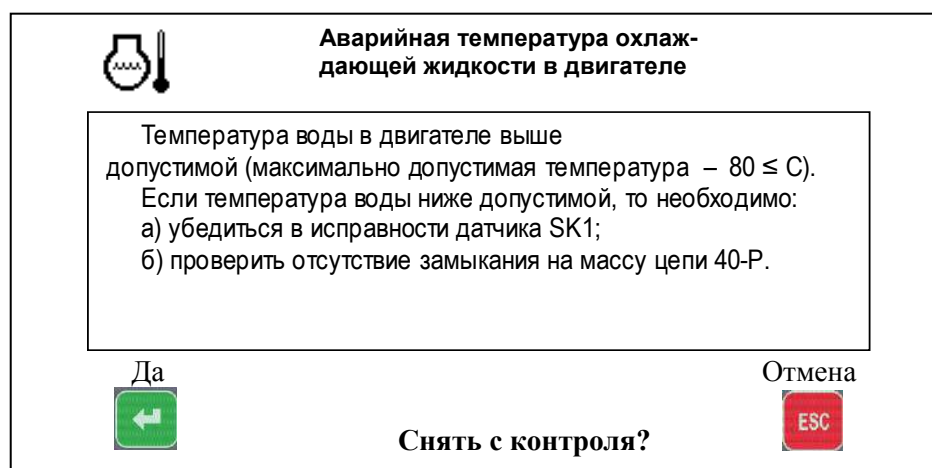 Аварийная температура охлаж-
дающей жидкости в двигателе
Температура воды в двигателе выше
допустимой (максимально допустимая температура – 80 ≤ С).
Если температура воды ниже допустимой, то необходимо:
а) убедиться в исправности датчика SK1;
б) проверить отсутствие замыкания на массу цепи 40-Р.
Да
Отмена
ESC
Снять с контроля?